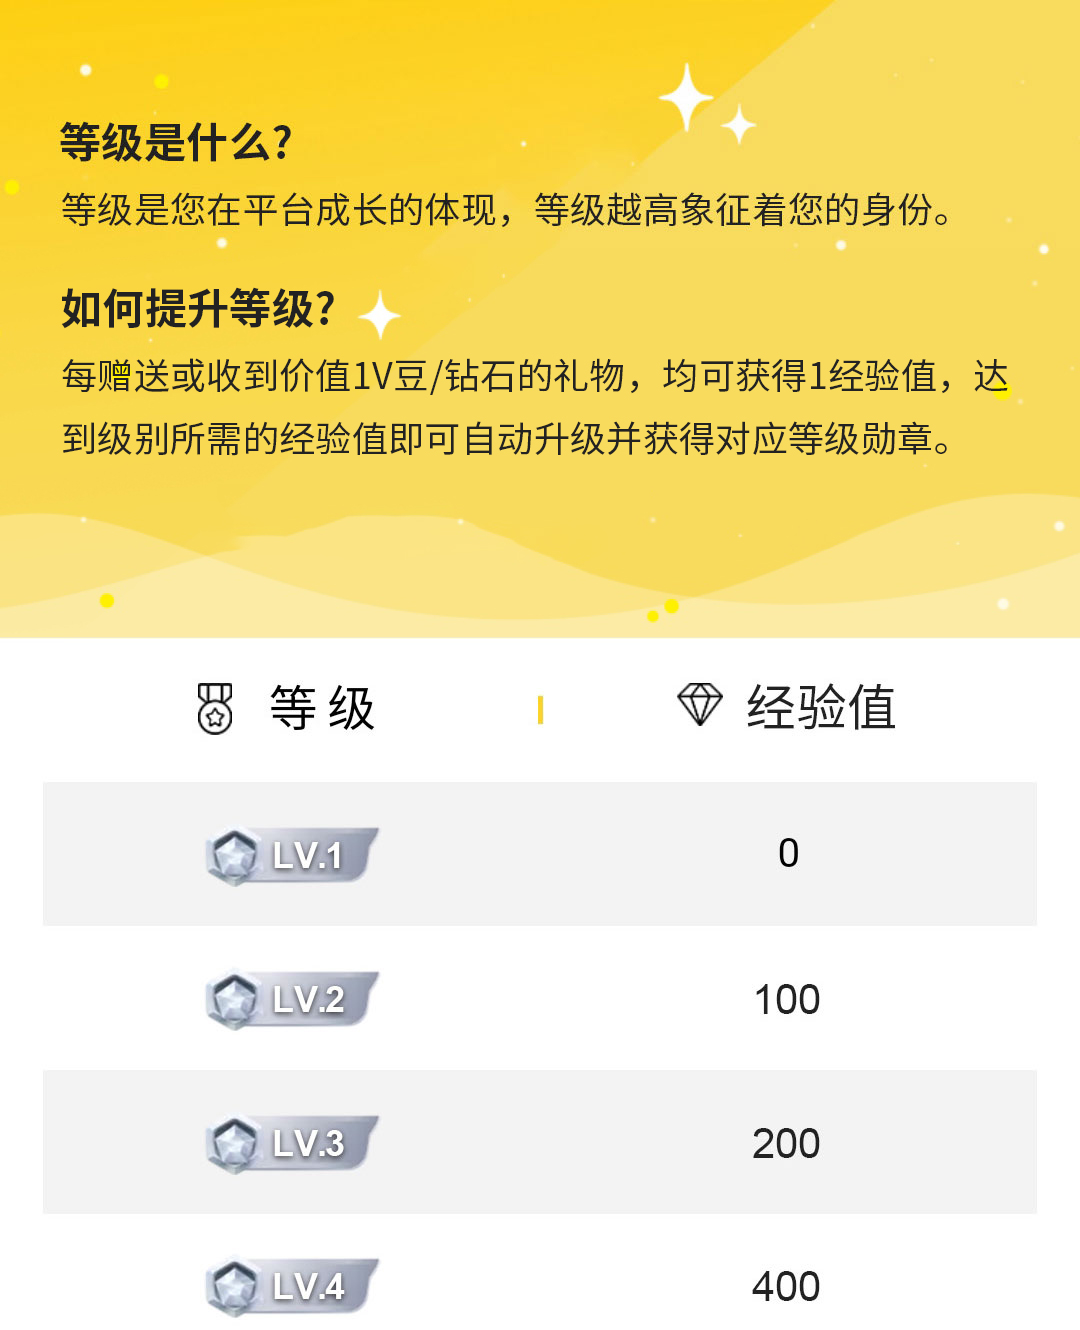 等级是什么?
等级是您在平台成长的体现，等级越高象征着您的身份。
如何提升等级?
每赠送或收到价值1V豆/钻石的礼物，均可获得1经验值，达
到级别所需的经验值即可自动升级并获得对应等级勋章。
等级 经验值
LV.1 0
LV.2 100
LV.3 200
LV.4 400